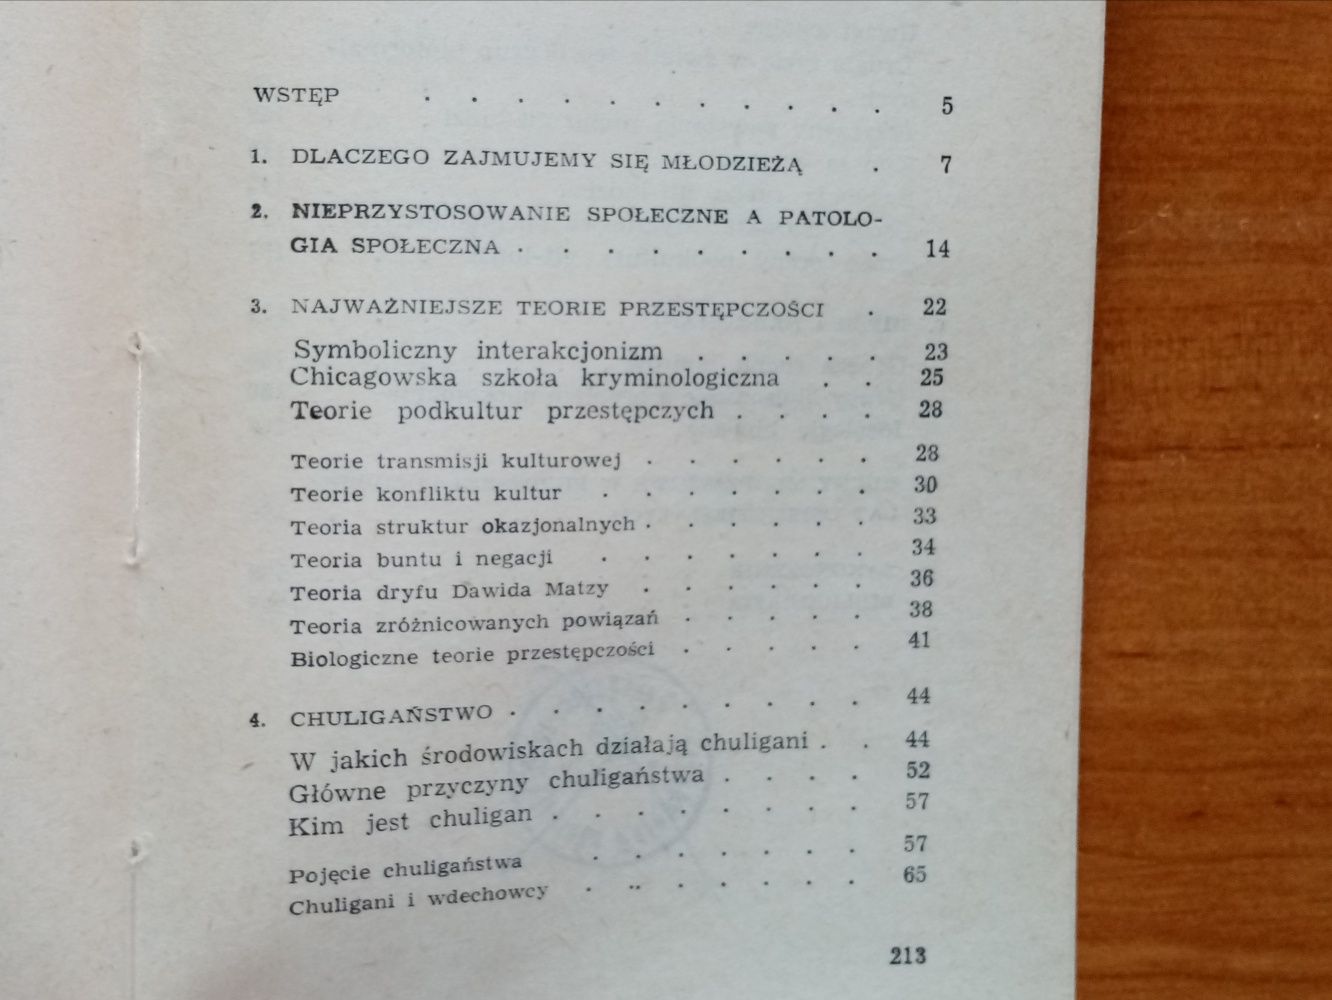 WSTĘP . . . . . . . . . . . 5
1. DLACZEGO ZAJMUJEMY SIĘ MŁODZIEŻĄ . 7
2. NIEPRZYSTOSOWANIE SPOŁECZNE A PATOLO-
GIA SPOŁECZNA . . . . . . . . . 14
3. NAJWAŻNIEJSZE TEORIE PRZESTĘPCZOŚCI . 22
Symboliczny interakcjonizm . . . . . 23
Chicagowska szkoła kryminologiczna . . 25
Teorie podkultur przestępczych . . . . 28
Teorie transmisji kulturowej . . . . . . 28
Teorie konfliktu kultur . . . . . . . 30
Teoria struktur okazjonalnych . . . . . . 33
Teoria buntu i negacji . . . . . . . 34
Teoria dryfu Dawida Matzy . . . . . . 36
Teoria zróżnicowanych powiązań . . . . . 38
Biologiczne teorie przestępczości . . . . . 41
4. CHULIGAŃSTWO . . . . . . . . . 44
W jakich środowiskach działają chuligani . . 44
Główne przyczyny chuligaństwa . . . . 52
Kim jest chuligan . . . . . . . . 57
Pojęcie chuligaństwa . . . . . . . 57
Chuligani i wdechowcy . .. . . . . . 65
213